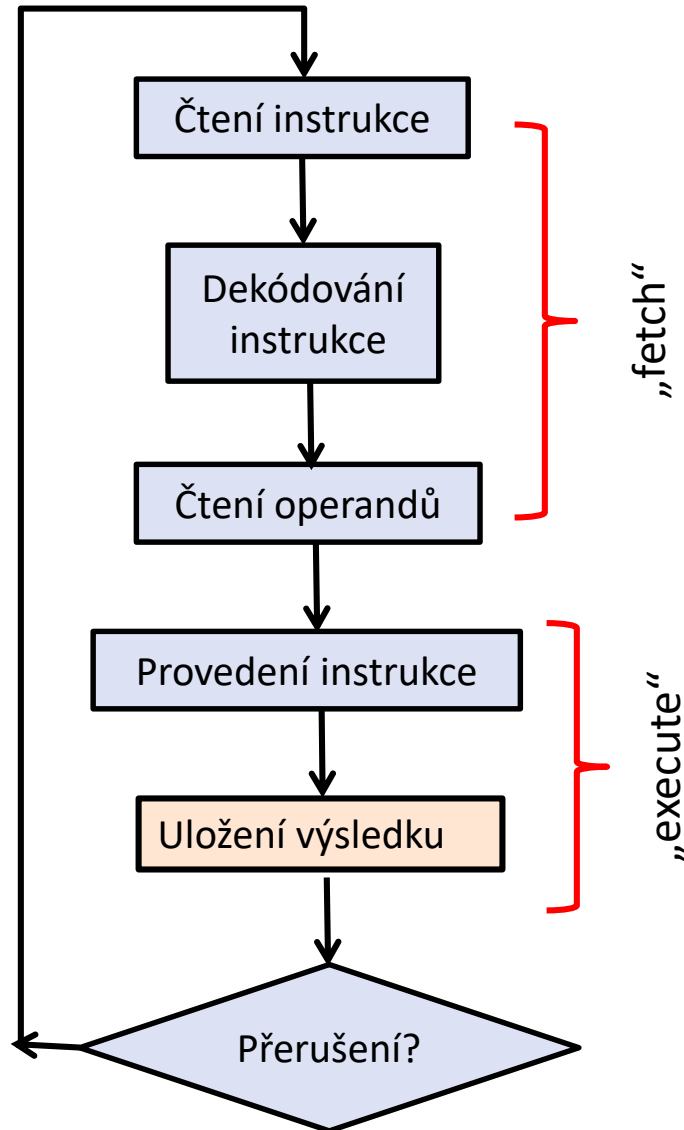 Čtení instrukce
Dekódování
instrukce
Čtení operandů
„fetch“
Provedení instrukce
Uložení výsledku
„execute“
Přerušení?